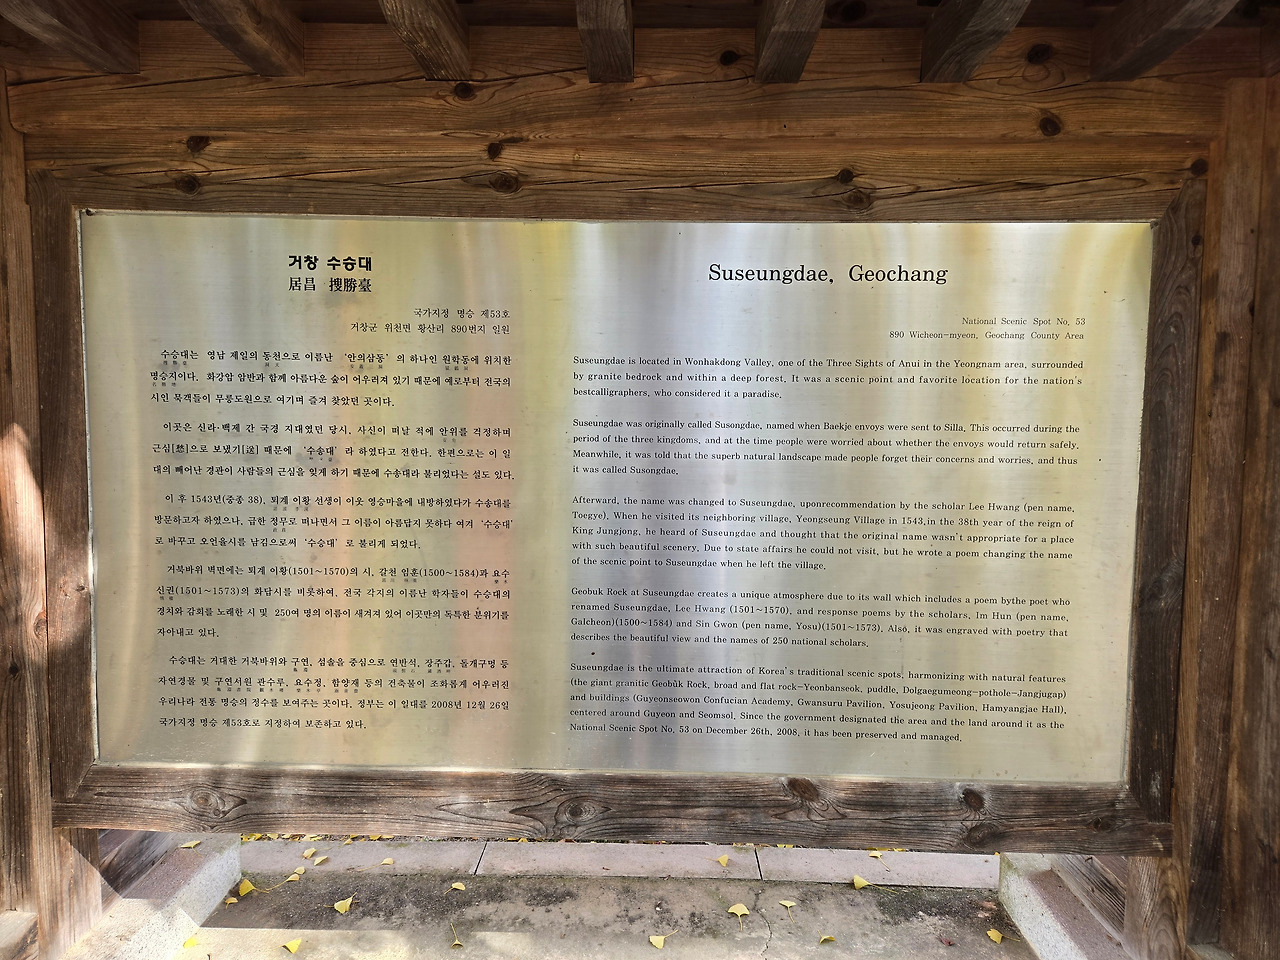 거창 수승대
居昌 搜勝臺
국가지정 명승 제53호
거창군 위천면 황산리 890번지 일원
수승대는 영남 제일의 동천으로 이름난 '안의삼동'의 하나인 원학동에 위치한
명승지이다. 화강암 암반과 함께 아름다운 숲이 어우러져 있기 때문에 예로부터 전국의
시인 묵객들이 무릉도원으로 여기며 즐겨 찾았던 곳이다.
이곳은 신라·백제 간 국경 지대였던 당시, 사신이 떠날 적에 안위를 걱정하며
근심[愁]으로 보냈기[送] 때문에 '수송대'라 하였다고 전한다. 한편으로는 이 일
대의 빼어난 경관이 사람들의 근심을 잊게 하기 때문에 수송대라 불리었다는 설도 있다.
이 후 1543년(중종 38), 퇴계 이황 선생이 이웃 영승마을에 내방하였다가 수송대를
방문하고자 하였으나, 급한 정무로 떠나면서 그 이름이 아름답지 못하다 여겨 '수승대'
로 바꾸고 오언율시를 남김으로써 '수승대'로 불리게 되었다.
거북바위 벽면에는 퇴계 이황(1501~1570)의 시, 갈천 임훈(1500~1584)과 요수
신권(1501~1573)의 화답시를 비롯하여, 전국 각지의 이름난 학자들이 수승대의
경치와 감회를 노래한 시 및 250여 명의 이름이 새겨져 있어 이곳만의 독특한 분위기를
자아내고 있다.
수승대는 거대한 거북바위와 구연, 섬솔을 중심으로 연반석, 장주갑, 돌개구멍 등
자연경물 및 구연서원 관수루, 요수정, 함양재 등의 건축물이 조화롭게 어우러진
우리나라 전통 명승의 정수를 보여주는 곳이다. 정부는 이 일대를 2008년 12월 26일
국가지정 명승 제53호로 지정하여 보존하고 있다.
Suseungdae, Geochang
National Scenic Spot No. 53
890 Wicheon-myeon, Geochang County Area
Suseungdae is located in Wonhakdong Valley, one of the Three Sights of Anui in the Yeongnam area, surrounded
by granite bedrock and within a deep forest. It was a scenic point and favorite location for the nation's
bestcalligraphers, who considered it a paradise.
Suseungdae was originally called Susongdae, named when Baekje envoys were sent to Silla. This occurred during the
period of the three kingdoms, and at the time people were worried about whether the envoys would return safely.
Meanwhile, it was told that the superb natural landscape made people forget their concerns and worries, and thus
it was called Susongdae.
Afterward, the name was changed to Suseungdae, uponrecommendation by the scholar Lee Hwang (pen name,
Toegye). When he visited its neighboring village, Yeongseung Village in 1543,in the 38th year of the reign of
King Jungjong, he heard of Suseungdae and thought that the original name wasn't appropriate for a place
with such beautiful scenery. Due to state affairs he could not visit, but he wrote a poem changing the name
of the scenic point to Suseungdae when he left the village.
Geobuk Rock at Suseungdae creates a unique atmosphere due to its wall which includes a poem bythe poet who
renamed Suseungdae, Lee Hwang (1501~1570), and response poems by the scholars, Im Hun (pen name,
Galcheon)(1500~1584) and Sin Gwon (pen name, Yosu)(1501~1573). Also, it was engraved with poetry that
describes the beautiful view and the names of 250 national scholars.
Suseungdae is the ultimate attraction of Korea's traditional scenic spots, harmonizing with natural features
(the giant granitic Geobuk Rock, broad and flat rock-Yeonbanseok, puddle, Dolgaegumeong-pothole-Jangjugap)
and buildings (Guyeonseowon Confucian Academy, Gwansuru Pavilion, Yosujeong Pavilion, Hamyangjae Hall),
centered around Guyeon and Seomsol. Since the government designated the area and the land around it as the
National Scenic Spot No. 53 on December 26th, 2008, it has been preserved and managed.